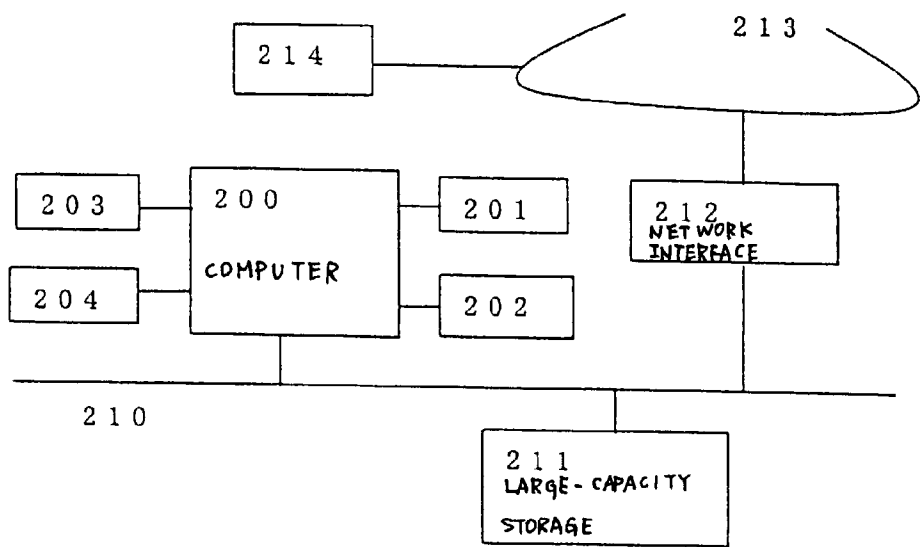 213
214
203
200
COMPUTER
201
212
NETWORK
INTERFACE
204
202
210
211
LARGE-CAPACITY
STORAGE